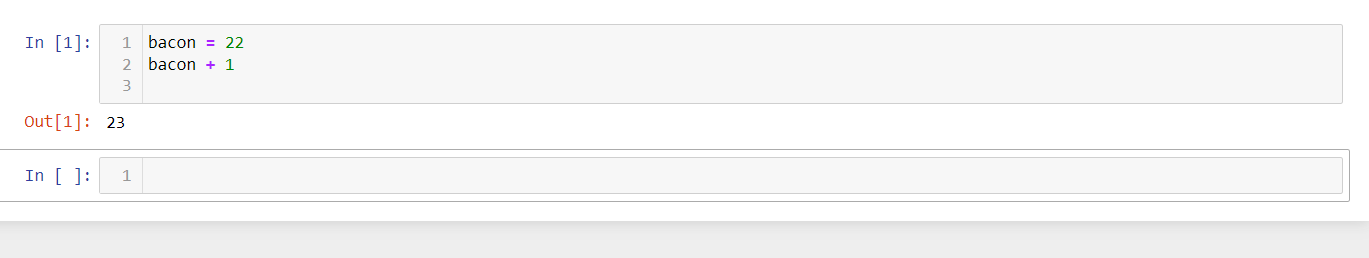 In [1]: 1 bacon = 22
2 bacon + 1
3
Out[1]: 23
In [ ]: 1